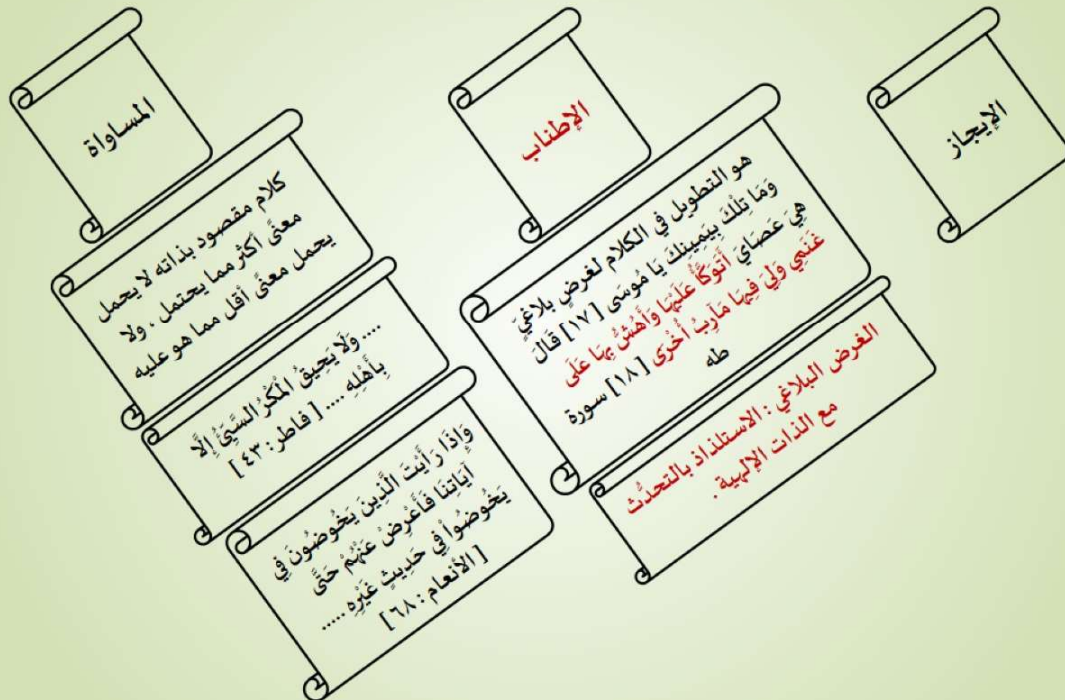 الإيجاز
الإطناب
هو التطويل في الكلام لغرضٍ بلاغيّ
وَمَا تِلْكَ بِيَمِينِكَ يَا مُوسَى [١٧] قَالَ
هِيَ عَصَايَ أَتَوَكَّأُ عَلَيْهَا وَأَهُشُّ بِهَا عَلَى
غَنَمِي وَلِيَ فِيهَا مَآرِبُ أُخْرَى [١٨] سورة
طه
الغرض البلاغي : الاستلذاذ بالتحدُّث
مع الذات الإلهية .
المساواة
كلام مقصود بذاته لا يحمل
معنًى أكثر مما يحتمل ، ولا
يحمل معنًى أقل مما هو عليه
.... وَلَا يَحِيقُ الْمَكْرُ السَّيِّئُ إِلَّا
بِأَهْلِهِ .... [ فاطر: ٤٣ ]
وَإِذَا رَأَيْتَ الَّذِينَ يَخُوضُونَ فِي
آيَاتِنَا فَأَعْرِضْ عَنْهُمْ حَتَّى
يَخُوضُواْ فِي حَدِيثٍ غَيْرِهِ .....
[ الأنعام : ٦٨ ]